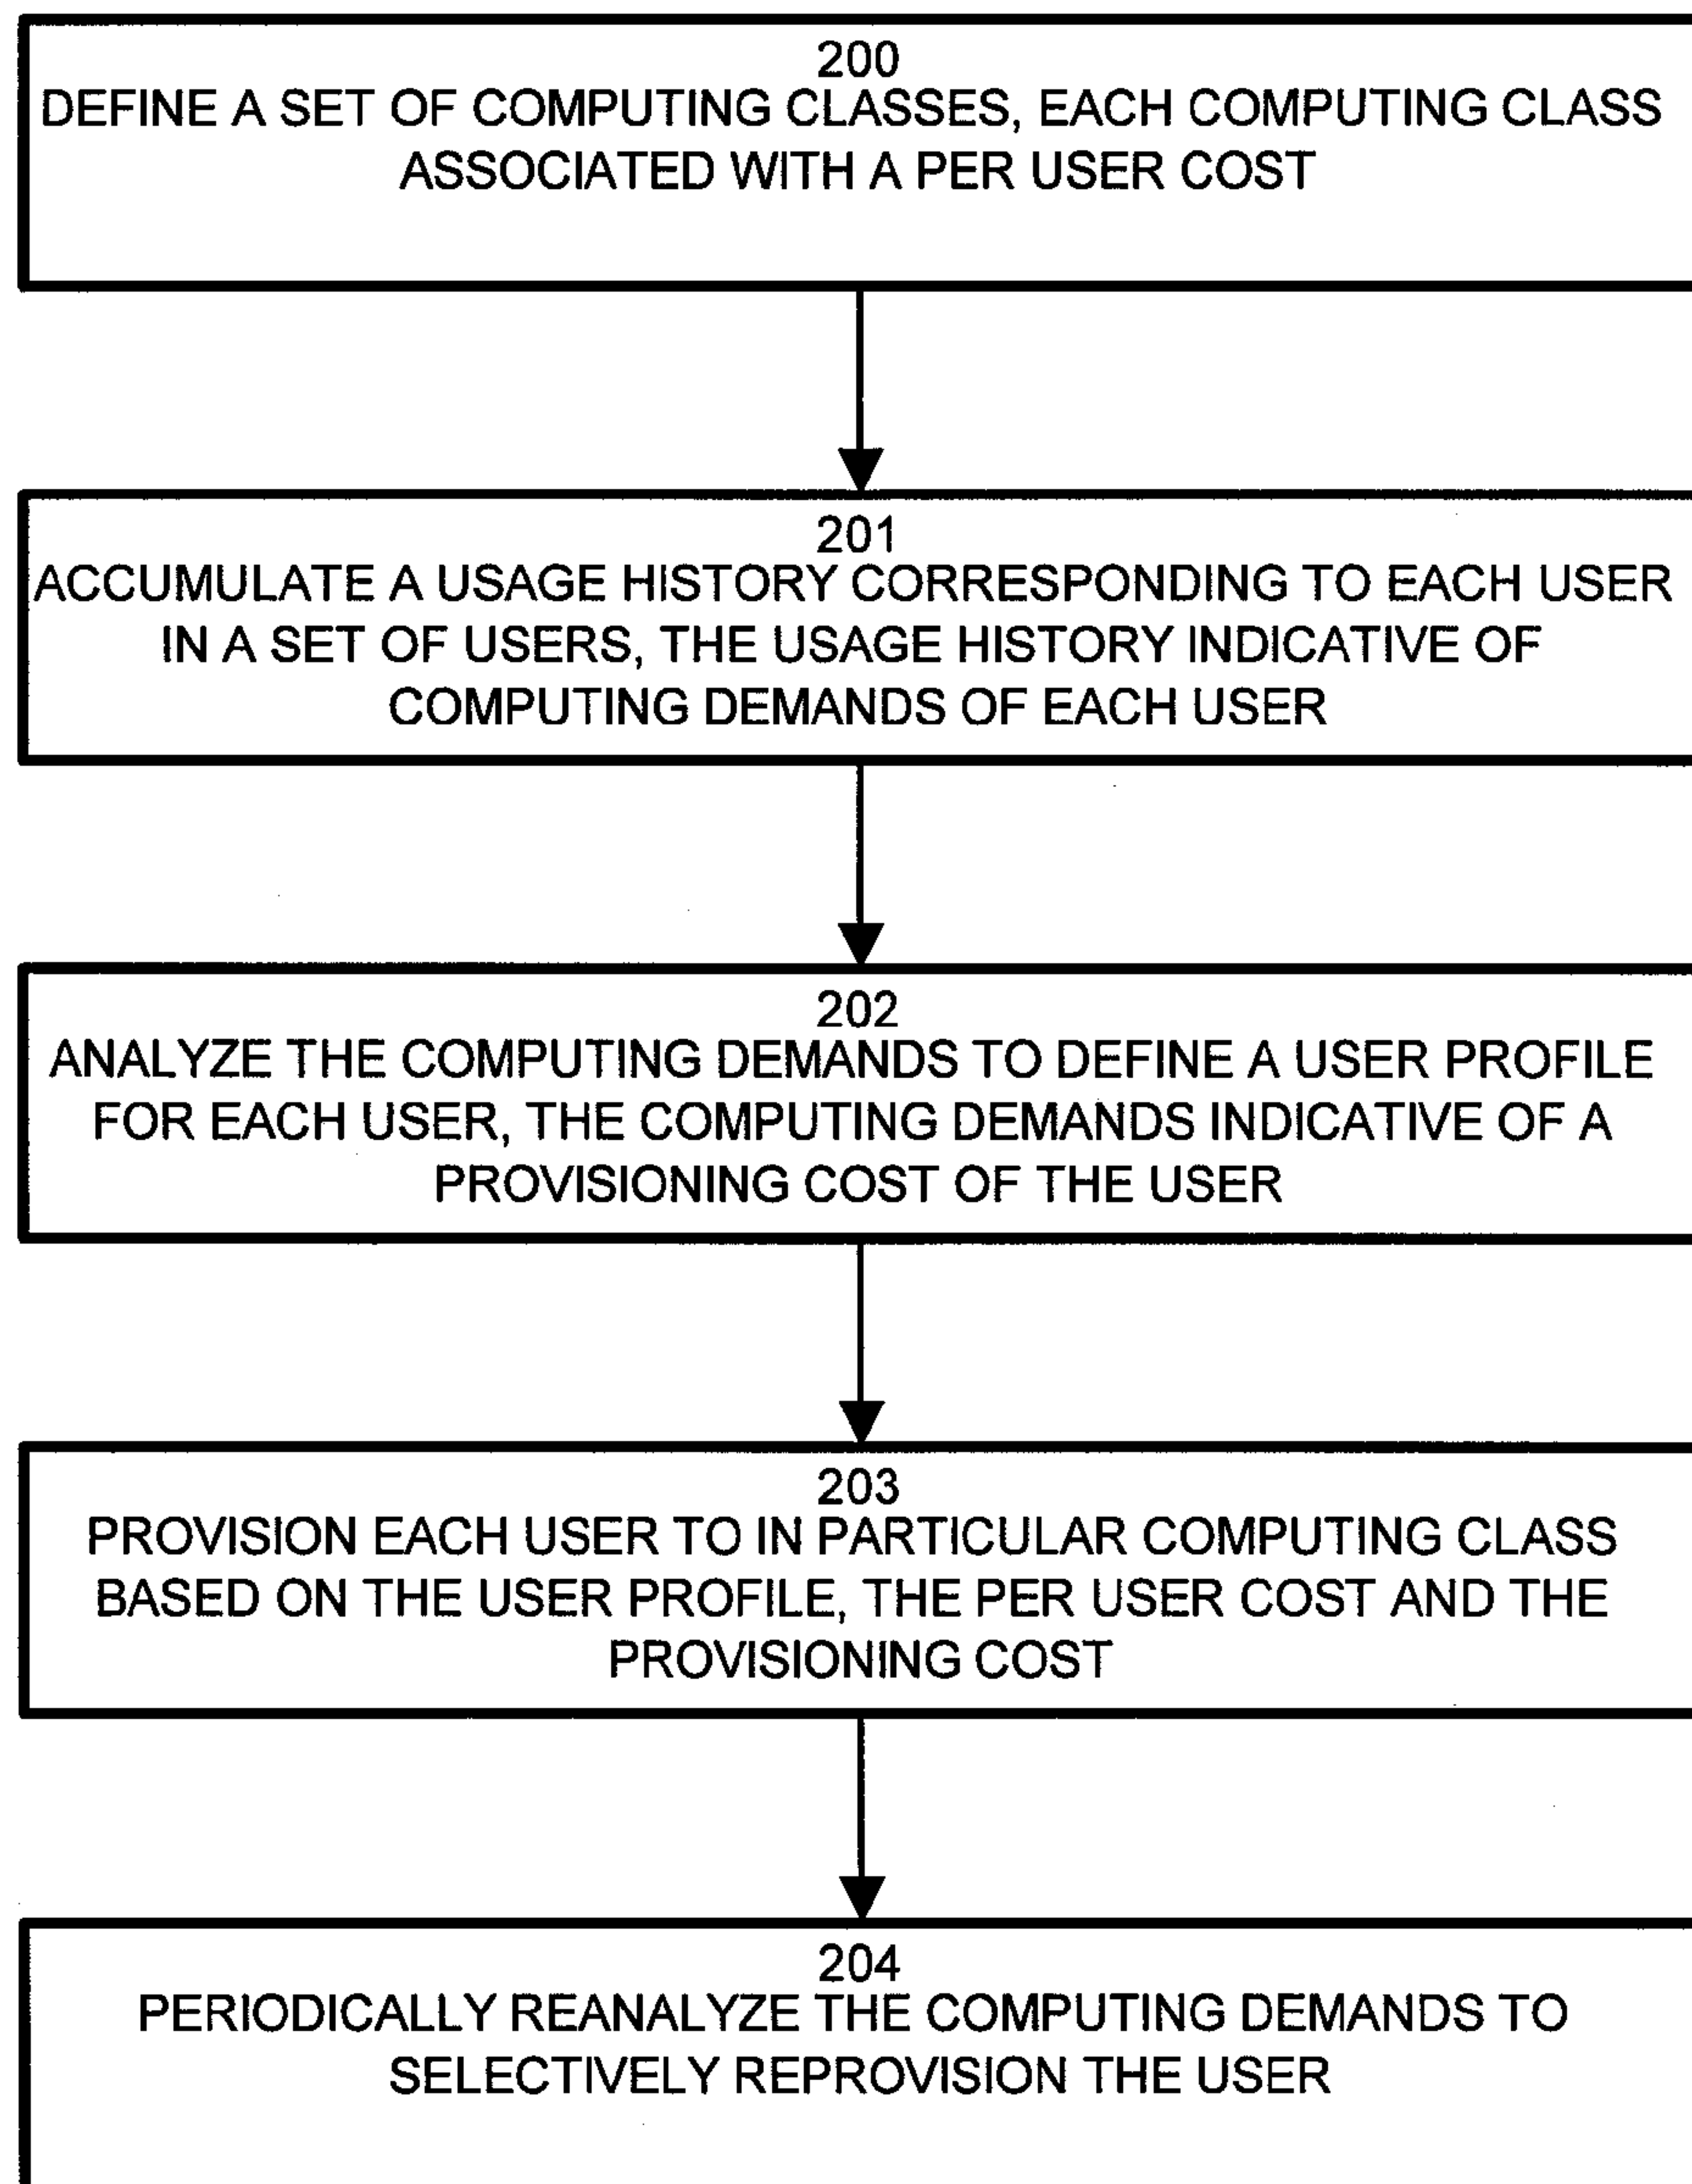 200
DEFINE A SET OF COMPUTING CLASSES, EACH COMPUTING CLASS
ASSOCIATED WITH A PER USER COST
201
ACCUMULATE A USAGE HISTORY CORRESPONDING TO EACH USER
IN A SET OF USERS, THE USAGE HISTORY INDICATIVE OF
COMPUTING DEMANDS OF EACH USER
202
ANALYZE THE COMPUTING DEMANDS TO DEFINE A USER PROFILE
FOR EACH USER, THE COMPUTING DEMANDS INDICATIVE OF A
PROVISIONING COST OF THE USER
203
PROVISION EACH USER TO IN PARTICULAR COMPUTING CLASS
BASED ON THE USER PROFILE, THE PER USER COST AND THE
PROVISIONING COST
204
PERIODICALLY REANALYZE THE COMPUTING DEMANDS TO
SELECTIVELY REPROVISION THE USER